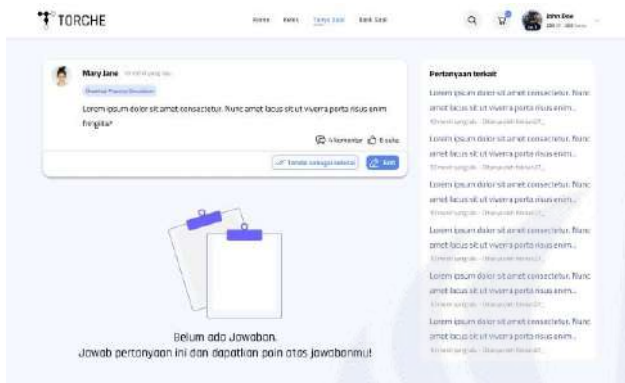 TORCHE
Home Kelas Tanya Soal Bank Soal
John Doe
Mary Jane
Lorem ipsum dolor sit amet consectetur. Nunc amet lacus sit ut viverra porta risus enim
fringilla?
4 komentar 8 suka
Tandai sebagai selesai Edit
Belum ada Jawaban.
Jawab pertanyaan ini dan dapatkan poin atas jawabanmu!
Pertanyaan terkait
Lorem ipsum dolor sit amet consectetur. Nunc
amet lacus sit ut viverra porta risus enim...
Lorem ipsum dolor sit amet consectetur. Nunc
amet lacus sit ut viverra porta risus enim...
Lorem ipsum dolor sit amet consectetur. Nunc
amet lacus sit ut viverra porta risus enim...
Lorem ipsum dolor sit amet consectetur. Nunc
amet lacus sit ut viverra porta risus enim...
Lorem ipsum dolor sit amet consectetur. Nunc
amet lacus sit ut viverra porta risus enim...
Lorem ipsum dolor sit amet consectetur. Nunc
amet lacus sit ut viverra porta risus enim...